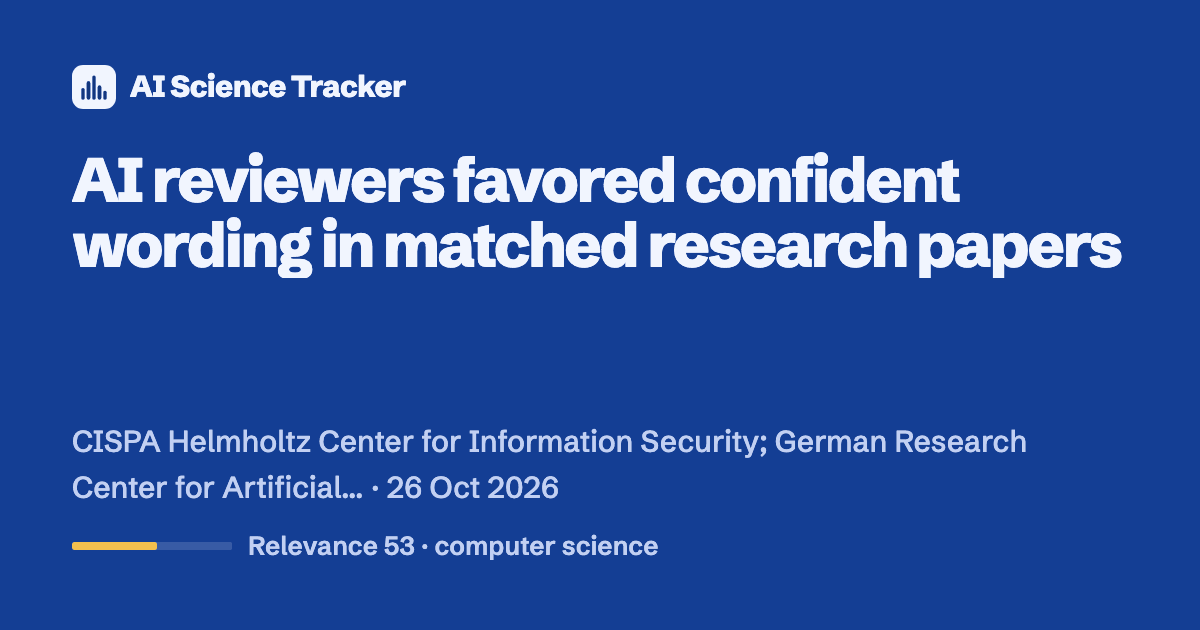 AI Science Tracker
AI reviewers favored confident
wording in matched research papers
CISPA Helmholtz Center for Information Security; German Research
Center for Artificial... · 26 Oct 2026
Relevance 53 · computer science